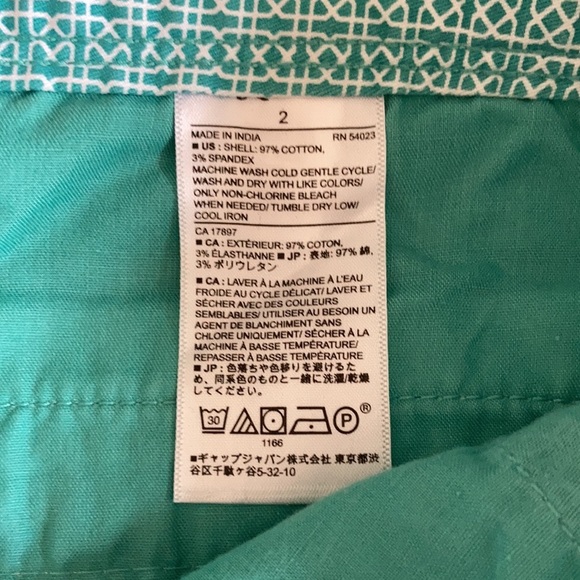 2
MADE IN INDIA RN 54023
■ US : SHELL: 97% COTTON,
3% SPANDEX
MACHINE WASH COLD GENTLE CYCLE/
WASH AND DRY WITH LIKE COLORS/
ONLY NON-CHLORINE BLEACH
WHEN NEEDED/ TUMBLE DRY LOW/
COOL IRON
CA 17897
■ CA : EXTÉRIEUR: 97% COTON,
3% ÉLASTHANNE ■ JP : 表地: 97% 綿,
3% ポリウレタン
■ CA : LAVER À LA MACHINE À L'EAU
FROIDE AU CYCLE DÉLICAT/ LAVER ET
SÉCHER AVEC DES COULEURS
SEMBLABLES/ UTILISER AU BESOIN UN
AGENT DE BLANCHIMENT SANS
CHLORE UNIQUEMENT/ SÉCHER À LA
MACHINE À BASSE TEMPÉRATURE/
REPASSER À BASSE TEMPÉRATURE
■ JP : 色落ちや色移りを避けるた
め、同系色のものと一緒に洗濯/乾燥
してください.
30 P ®
1166
■ギャップジャパン株式会社 東京都渋
谷区千駄ヶ谷5-32-10